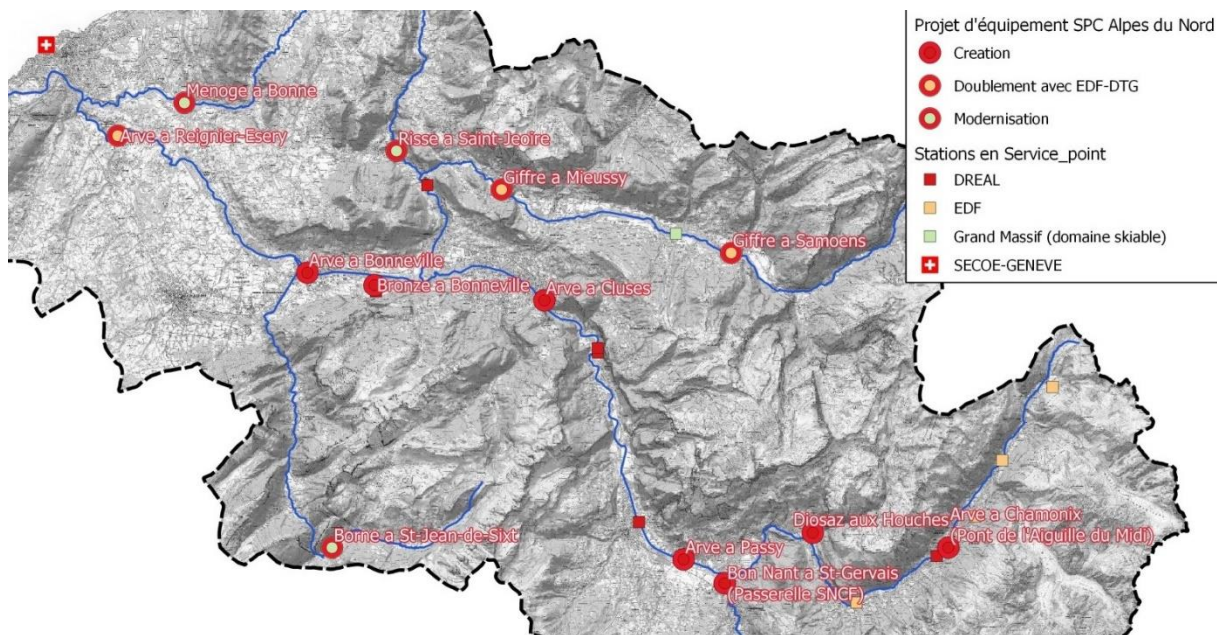 Projet d'équipement SPC Alpes du Nord
Creation
Doublement avec EDF-DTG
Modernisation
Stations en Service_point
DREAL
EDF
Grand Massif (domaine skiable)
SECOE-GENEVE
Menoge a Bonne
Arve a Reignier-Esery
Risse a Saint-Jeoire
Giffre a Mieussy
Giffre a Samoens
Arve a Bonneville
Bronze a Bonneville
Arve a Cluses
Borne a St-Jean-de-Sixt
Diosaz aux Houches
Arve a Chamonix
(Pont de l'Aiguille du Midi)
Arve a Passy
Bon Nant a St-Gervais
(Passerelle SNCF)